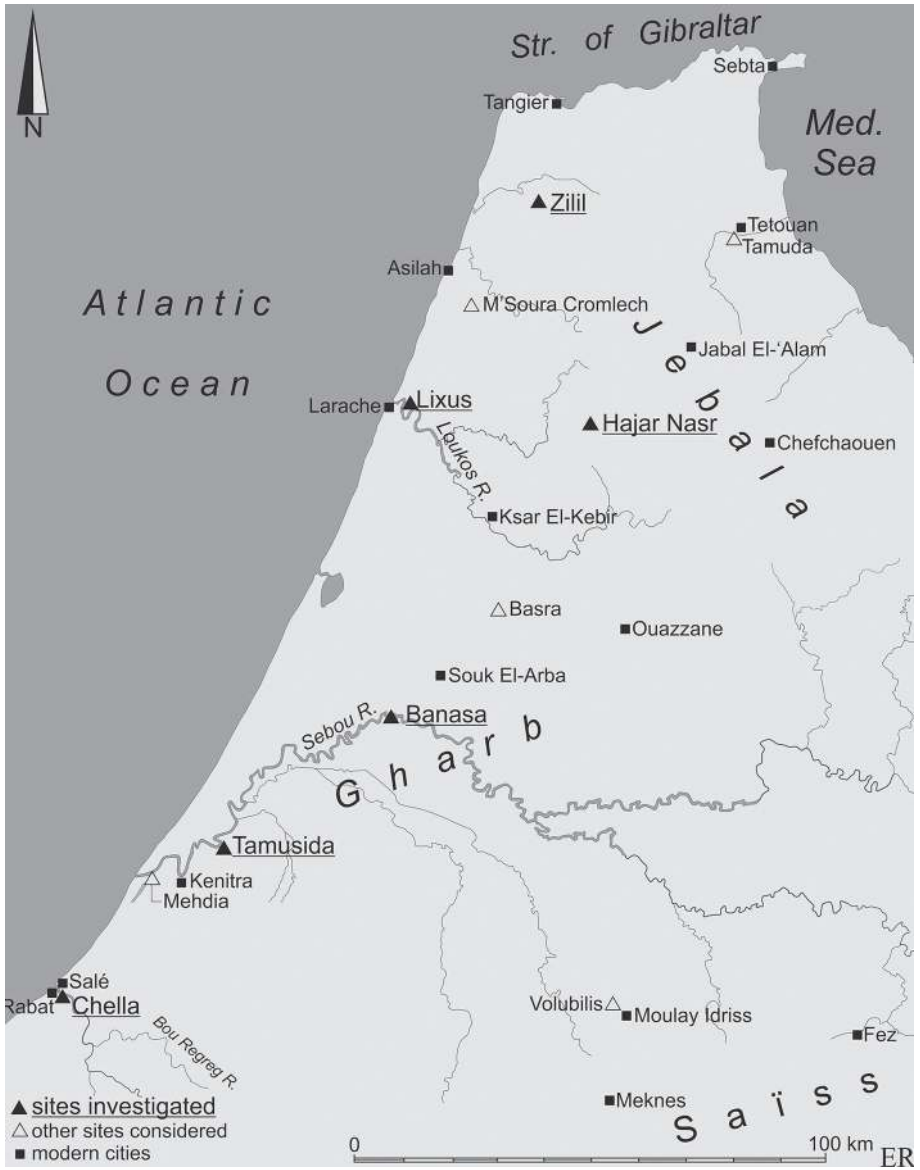 Str. of Gibraltar
Sebta
Tangier
Med.
Sea
N
Zilil
Tetouan
Tamuda
Asilah
Atlantic
Ocean
M'Soura Cromlech
Jabal El-‘Alam
Jebala
Larache
Lixus
Hajar Nasr
Chefchaouen
Loukos R.
Ksar El-Kebir
Basra
Ouazzane
Souk El-Arba
Sebou R.
Banasa
Gharb
Tamusida
Kenitra
Mehdia
Salé
Rabat
Chella
Volubilis
Moulay Idriss
Bou Regreg R.
Fez
Meknes
Saïss
sites investigated
other sites considered
modern cities
0
100 km
ER